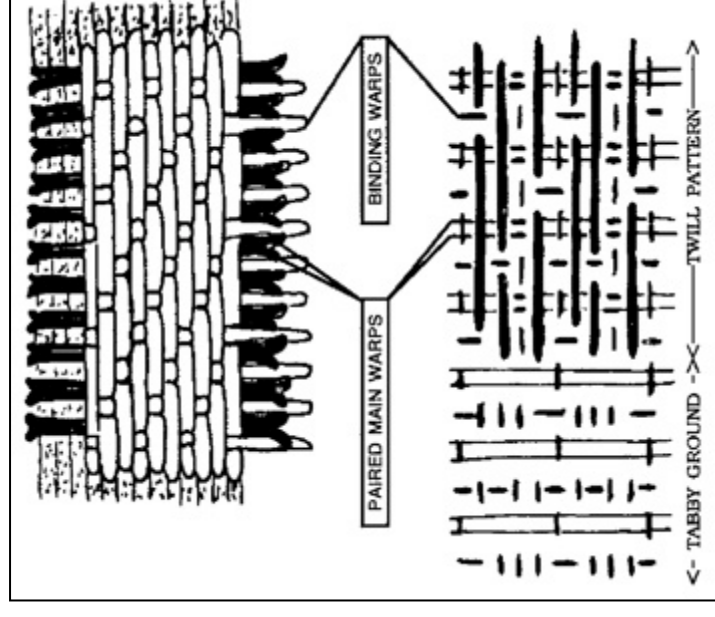 BINDING WARPS
PAIRED MAIN WARPS
<- TABBY GROUND -><—— TWILL PATTERN ——>